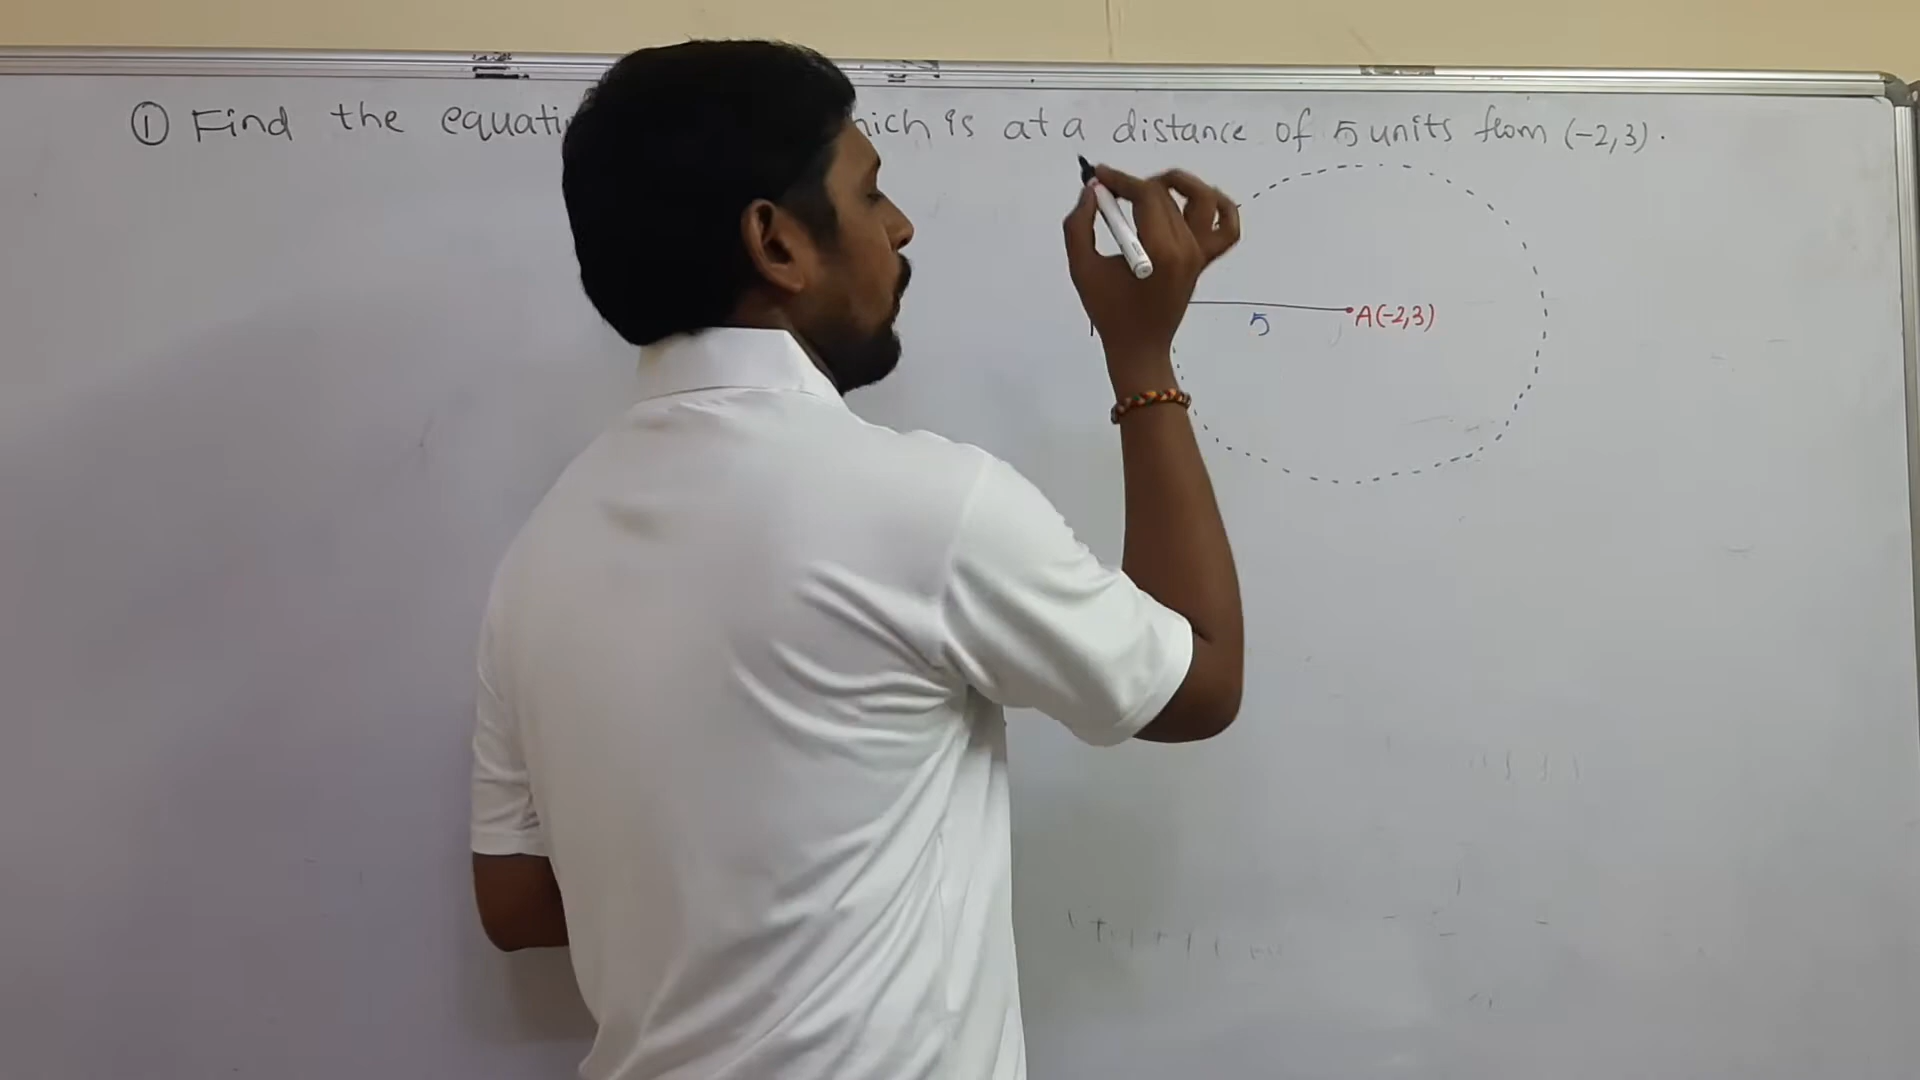 ① Find the equati hich is at a distance of 5 units from (-2,3).
5
A(-2,3)